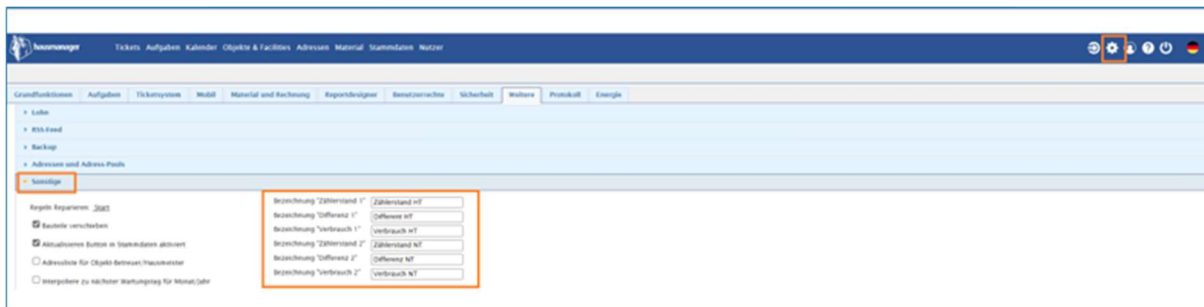 hausmanager Tickets Aufgaben Kalender Objekte & Facilities Adressen Material Stammdaten Nutzer
Grundfunktionen Aufgaben Ticketsystem Mobil Material und Rechnung Reportdesigner Benutzerrechte Sicherheit Weitere Protokoll Energie
Lohn
RSS-Feed
Backup
Adressen und Adress-Pools
Sonstige
Regeln Reparieren: Start
Bauteile verschieben
Aktualisieren Button in Stammdaten aktiviert
Adressliste für Objekt-Betreuer/Hausmeister
Interpoliere zu nächster Wartungstag für Monat/Jahr
Bezeichnung "Zählerstand 1" Zählerstand HT
Bezeichnung "Differenz 1" Differenz HT
Bezeichnung "Verbrauch 1" Verbrauch HT
Bezeichnung "Zählerstand 2" Zählerstand NT
Bezeichnung "Differenz 2" Differenz NT
Bezeichnung "Verbrauch 2" Verbrauch NT